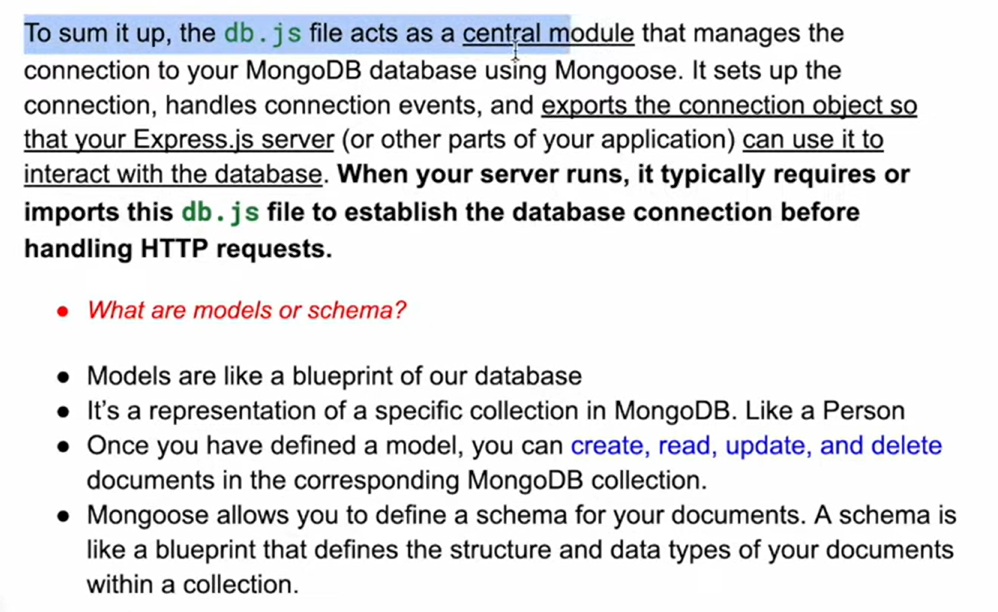 To sum it up, the db.js file acts as a central module that manages the
connection to your MongoDB database using Mongoose. It sets up the
connection, handles connection events, and exports the connection object so
that your Express.js server (or other parts of your application) can use it to
interact with the database. When your server runs, it typically requires or
imports this db.js file to establish the database connection before
handling HTTP requests.
● What are models or schema?
● Models are like a blueprint of our database
● It’s a representation of a specific collection in MongoDB. Like a Person
● Once you have defined a model, you can create, read, update, and delete
documents in the corresponding MongoDB collection.
● Mongoose allows you to define a schema for your documents. A schema is
like a blueprint that defines the structure and data types of your documents
within a collection.